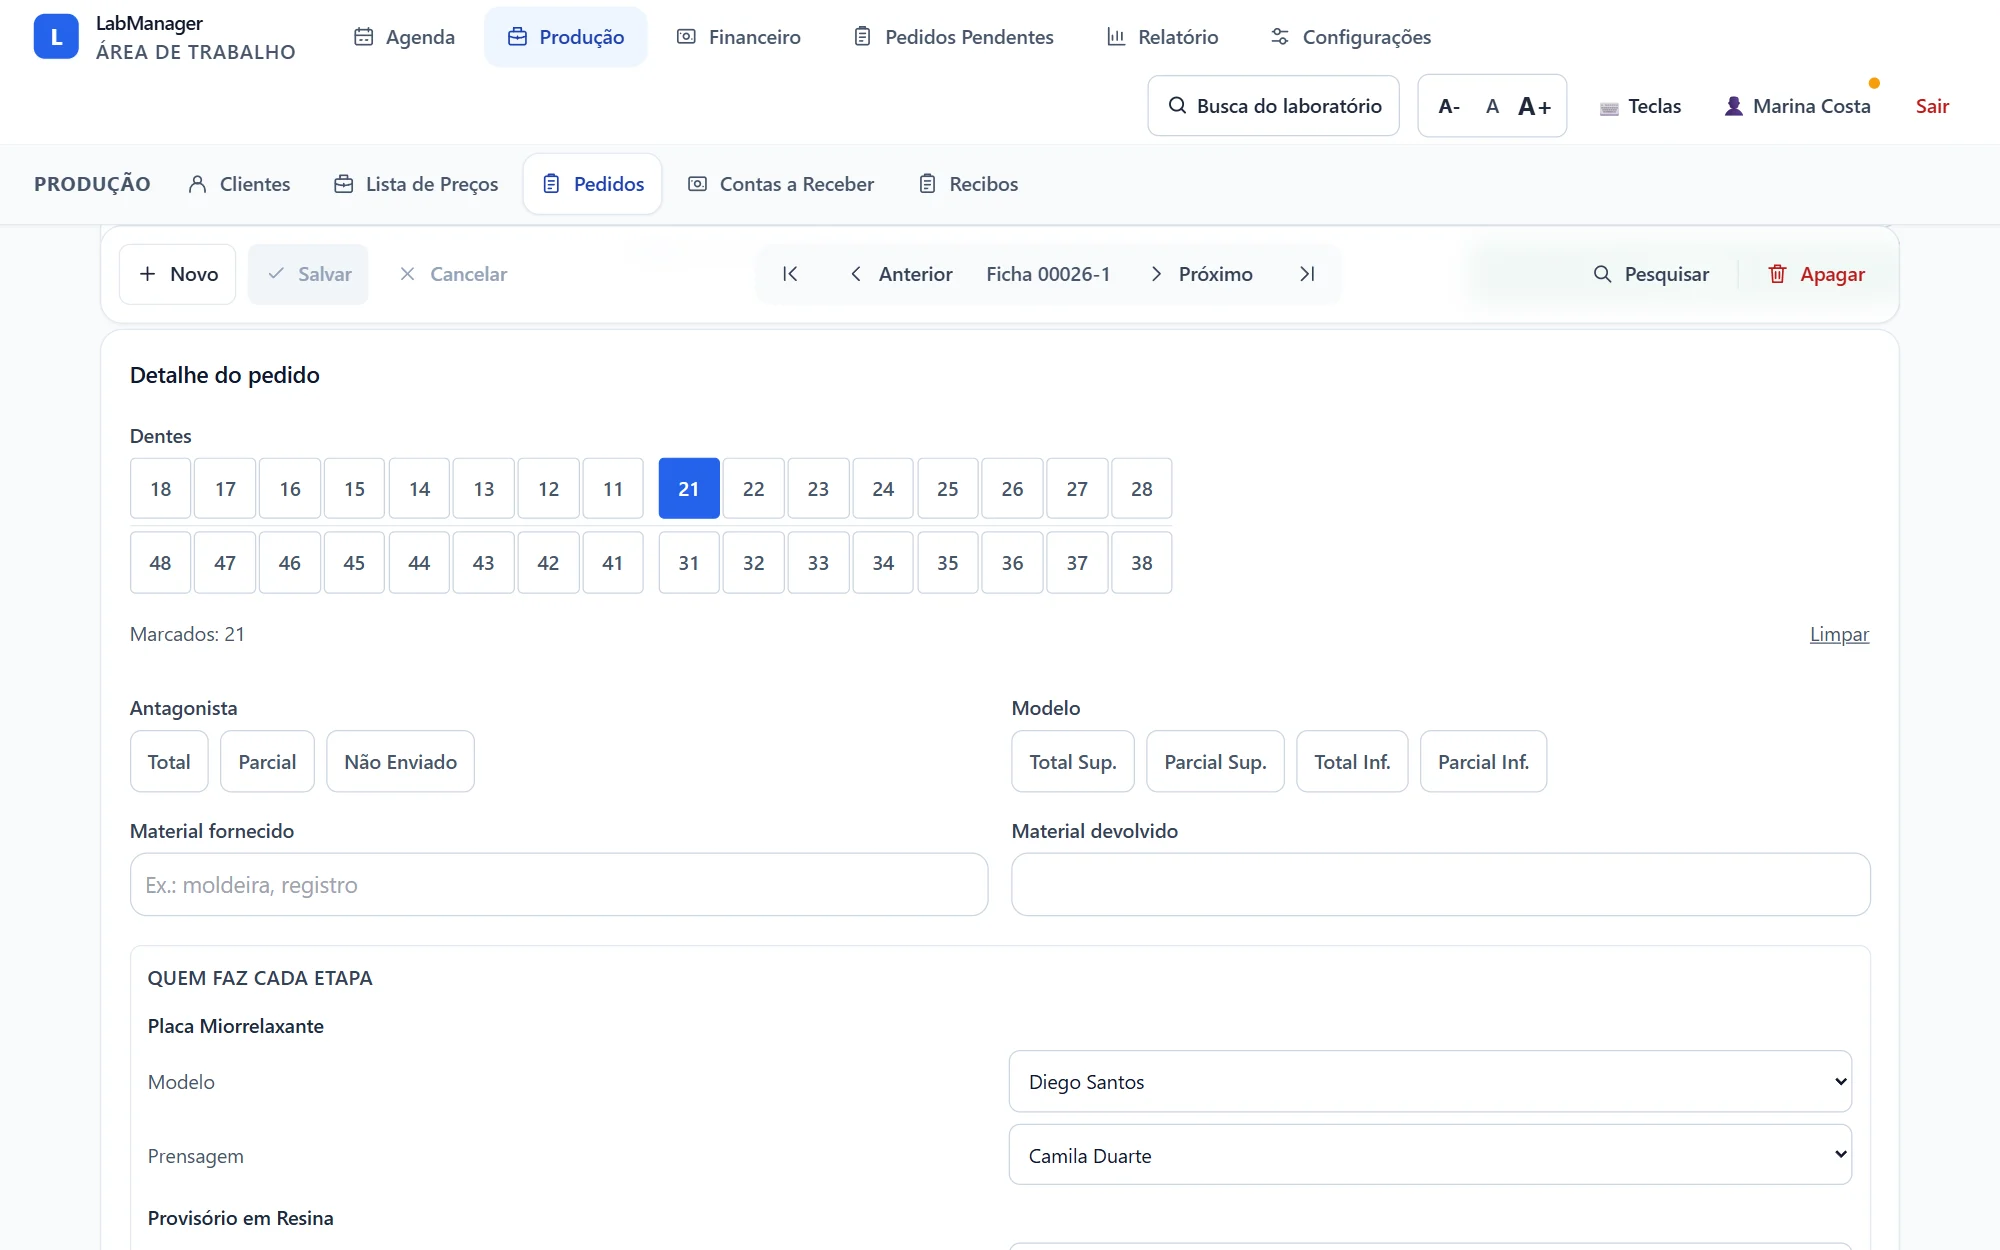 L
LabManager
ÁREA DE TRABALHO
Agenda
Produção
Financeiro
Pedidos Pendentes
Relatório
Configurações
Busca do laboratório
A- A A+
Teclas
Marina Costa
Sair
PRODUÇÃO
Clientes
Lista de Preços
Pedidos
Contas a Receber
Recibos
Novo
Salvar
Cancelar
Anterior
Ficha 00026-1
Próximo
Pesquisar
Apagar
Detalhe do pedido
Dentes
18 17 16 15 14 13 12 11 21 22 23 24 25 26 27 28
48 47 46 45 44 43 42 41 31 32 33 34 35 36 37 38
Marcados: 21
Limpar
Antagonista
Total Parcial Não Enviado
Modelo
Total Sup. Parcial Sup. Total Inf. Parcial Inf.
Material fornecido
Ex.: moldeira, registro
Material devolvido
QUEM FAZ CADA ETAPA
Placa Miorrelaxante
Modelo
Diego Santos
Prensagem
Camila Duarte
Provisório em Resina